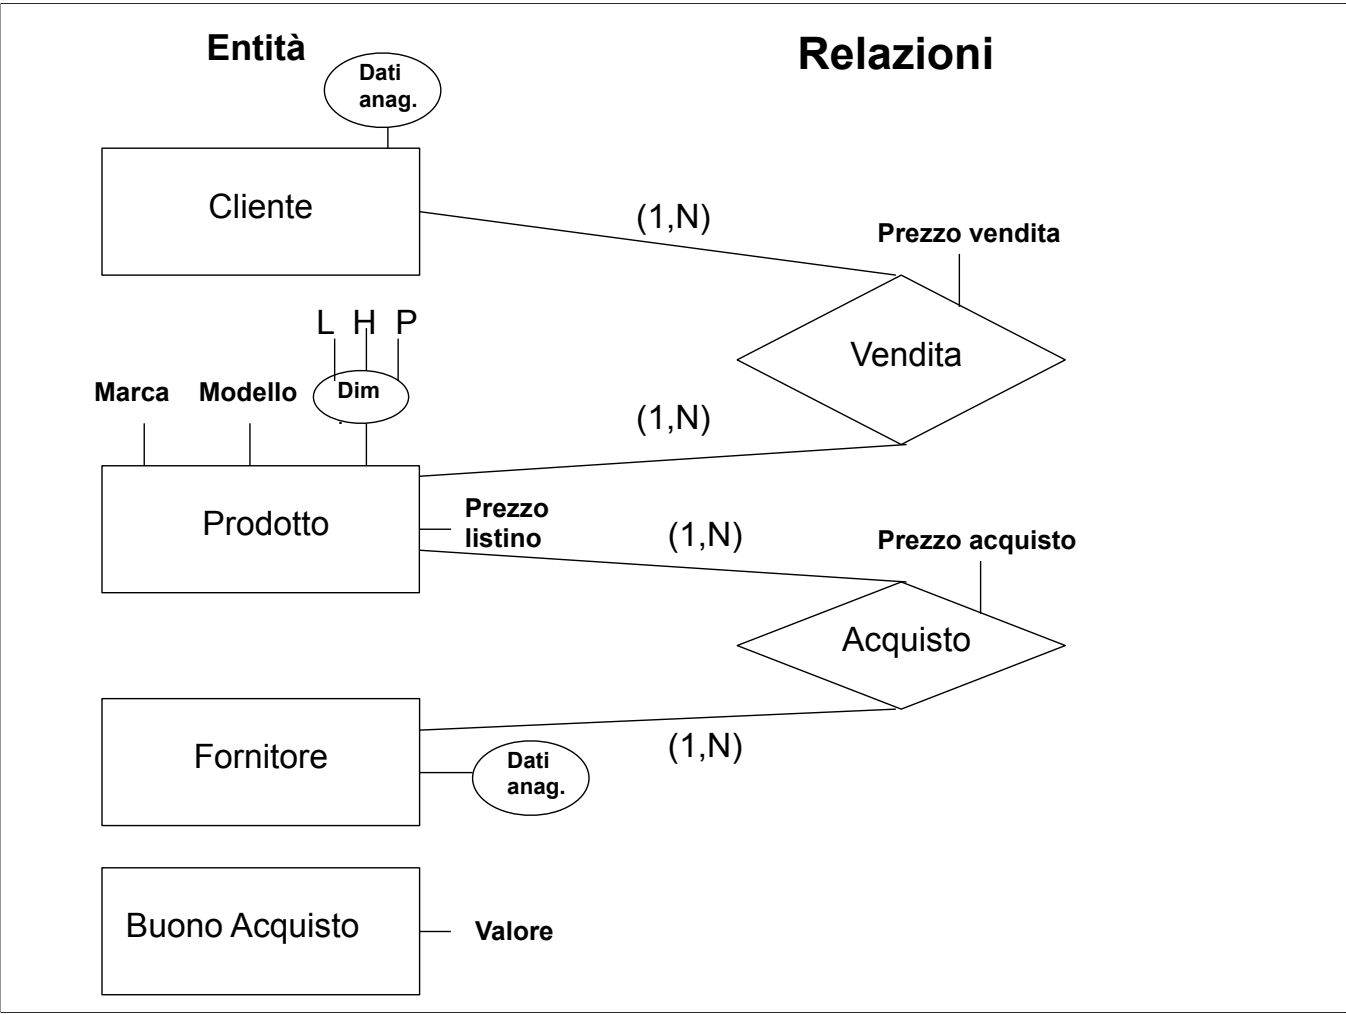 Entità
Relazioni
Dati
anag.
Cliente
(1,N)
Prezzo vendita
L H P
Vendita
Marca Modello Dim
.
(1,N)
Prodotto
Prezzo
listino
(1,N)
Prezzo acquisto
Acquisto
Fornitore
(1,N)
Dati
anag.
Buono Acquisto
Valore